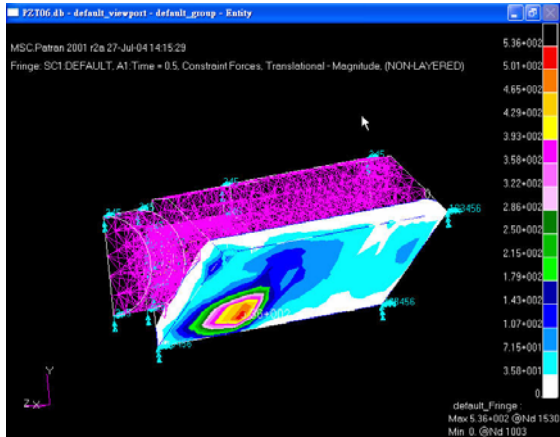 PZT06.db - default_viewport - default_group - Entity
MSC.Patran 2001 r2a 27-Jul-04 14:15:29
Fringe: SC1:DEFAULT, A1:Time = 0.5, Constraint Forces, Translational - Magnitude, (NON-LAYERED)
5.36+002
5.01+002
4.65+002
4.29+002
3.93+002
3.58+002
3.22+002
2.86+002
2.50+002
2.15+002
1.79+002
1.43+002
1.07+002
7.15+001
3.58+001
0.
245
245
245
245
123456
Y
Z X
default_Fringe :
Max 5.36+002 @Nd 1530
Min 0. @Nd 1003